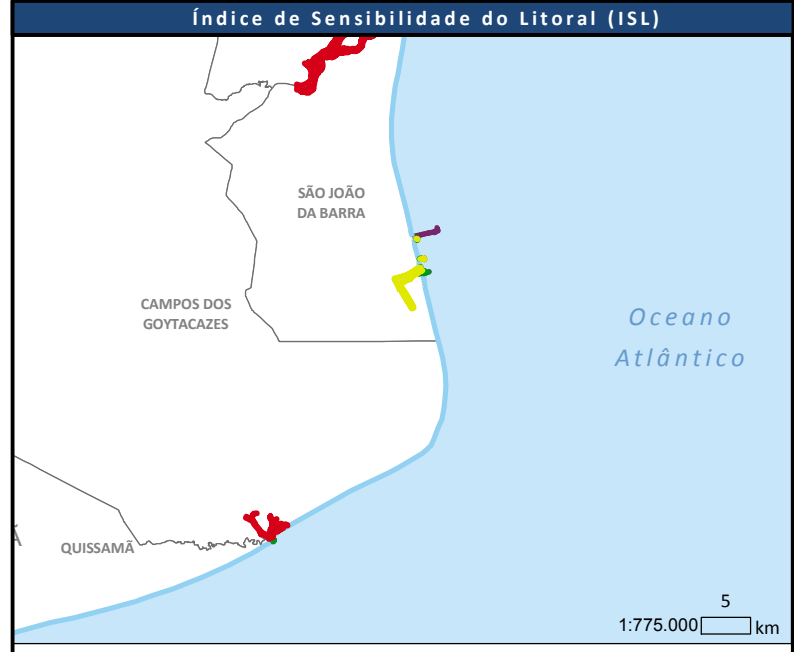 Índice de Sensibilidade do Litoral (ISL)
SÃO JOÃO
DA BARRA
CAMPOS DOS
GOYTACAZES
Oceano
Atlântico
Ã
QUISSAMÃ
5
1:775.000 km